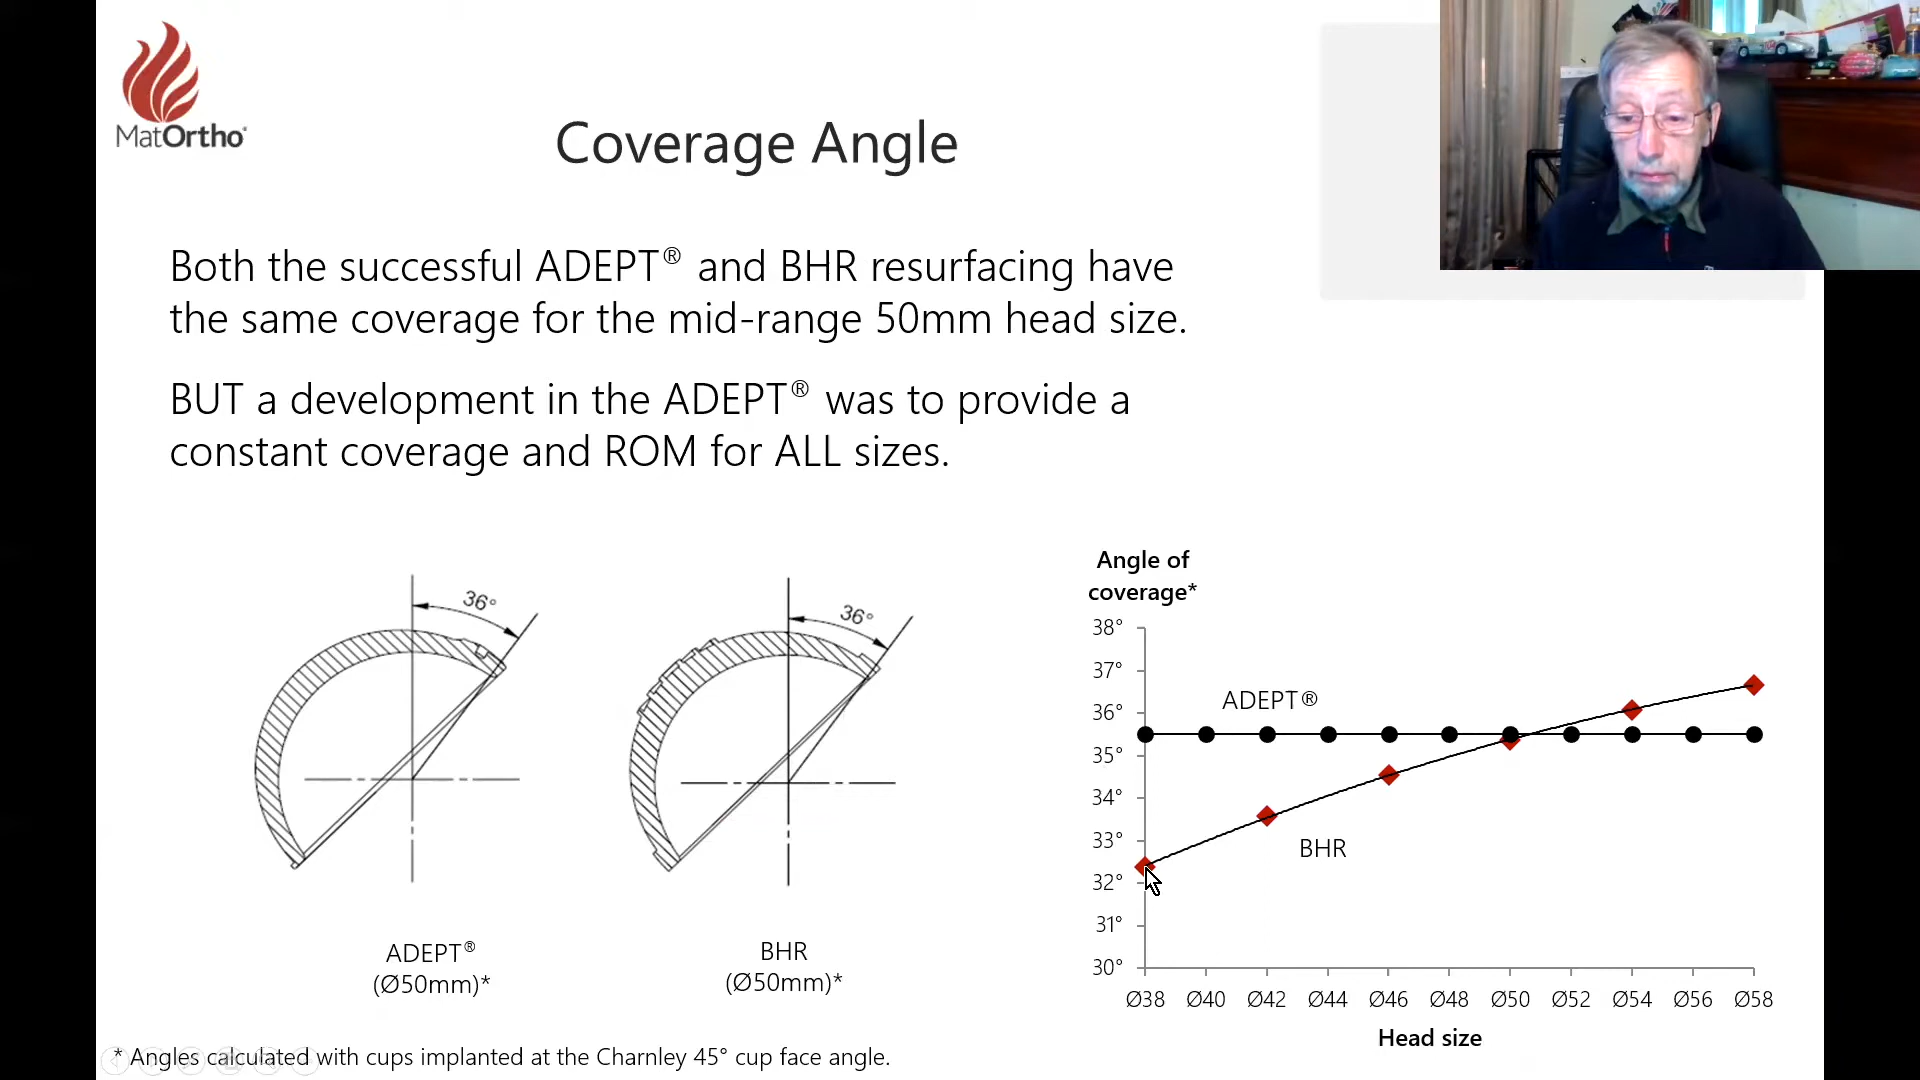 MatOrtho®
Coverage Angle
Both the successful ADEPT® and BHR resurfacing have
the same coverage for the mid-range 50mm head size.
BUT a development in the ADEPT® was to provide a
constant coverage and ROM for ALL sizes.
36°
36°
ADEPT®
(Ø50mm)*
BHR
(Ø50mm)*
Angle of
coverage*
38°
37°
36°
35°
34°
33°
32°
31°
30°
ADEPT®
BHR
Ø38 Ø40 Ø42 Ø44 Ø46 Ø48 Ø50 Ø52 Ø54 Ø56 Ø58
Head size
* Angles calculated with cups implanted at the Charnley 45° cup face angle.